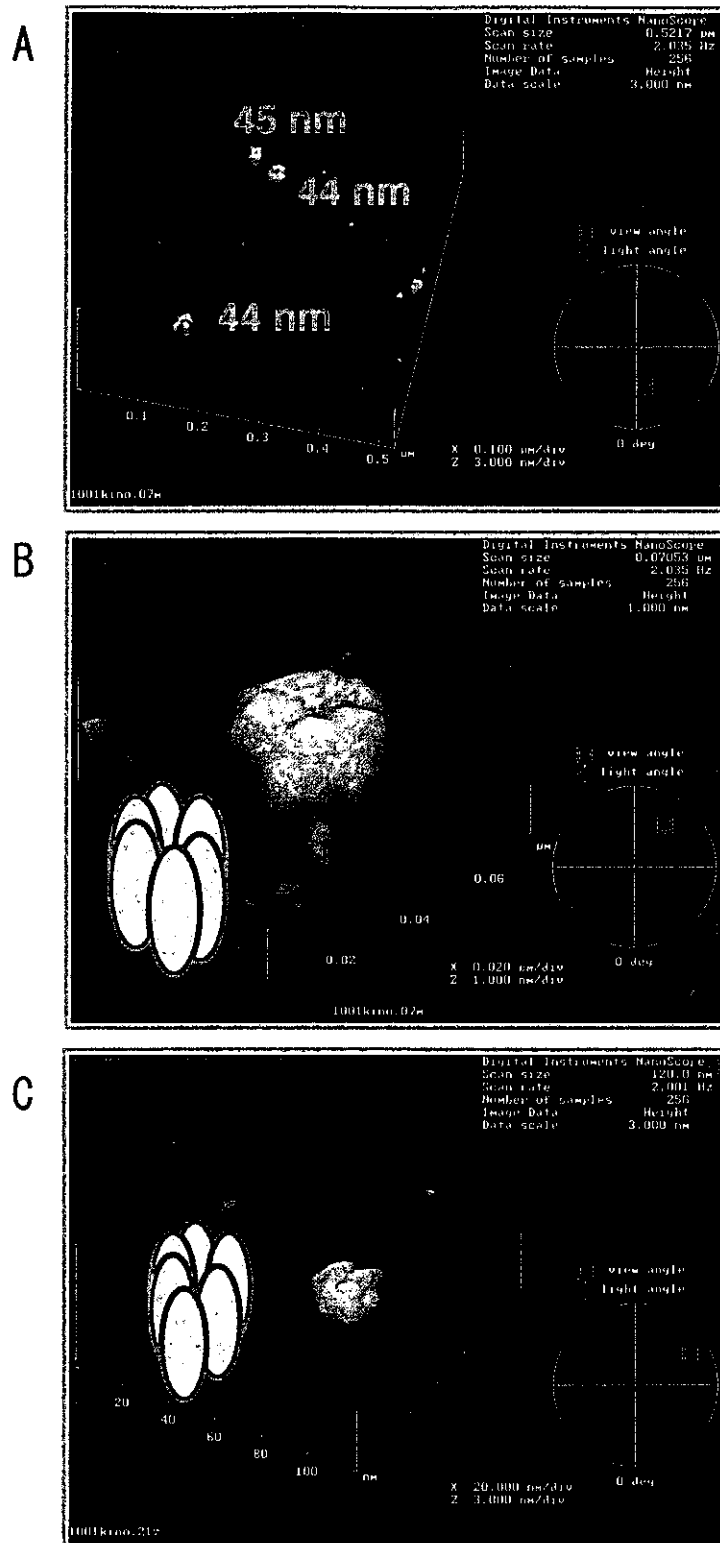 A
Digital Instruments NanoScope
Scan size 0.5217 µm
Scan rate 2.035 Hz
Number of samples 256
Image Data Height
Data scale 3.000 nm
45 nm
44 nm
view angle
light angle
44 nm
0.1
0.2
0.3
0.4
0.5 µm
X 0.100 µm/div
Z 3.000 nm/div
0 deg
B
Digital Instruments NanoScope
Scan size 0.07053 µm
Scan rate 2.035 Hz
Number of samples 256
Image Data Height
Data scale 1.000 nm
view angle
light angle
µm
0.06
0.04
0.02
X 0.020 µm/div
Z 1.000 nm/div
0 deg
C
Digital Instruments NanoScope
Scan size 120.0 nm
Scan rate 2.001 Hz
Number of samples 256
Image Data Height
Data scale 3.000 nm
view angle
light angle
20
40
60
80
100 nm
X 20.000 nm/div
Z 3.000 nm/div
0 deg